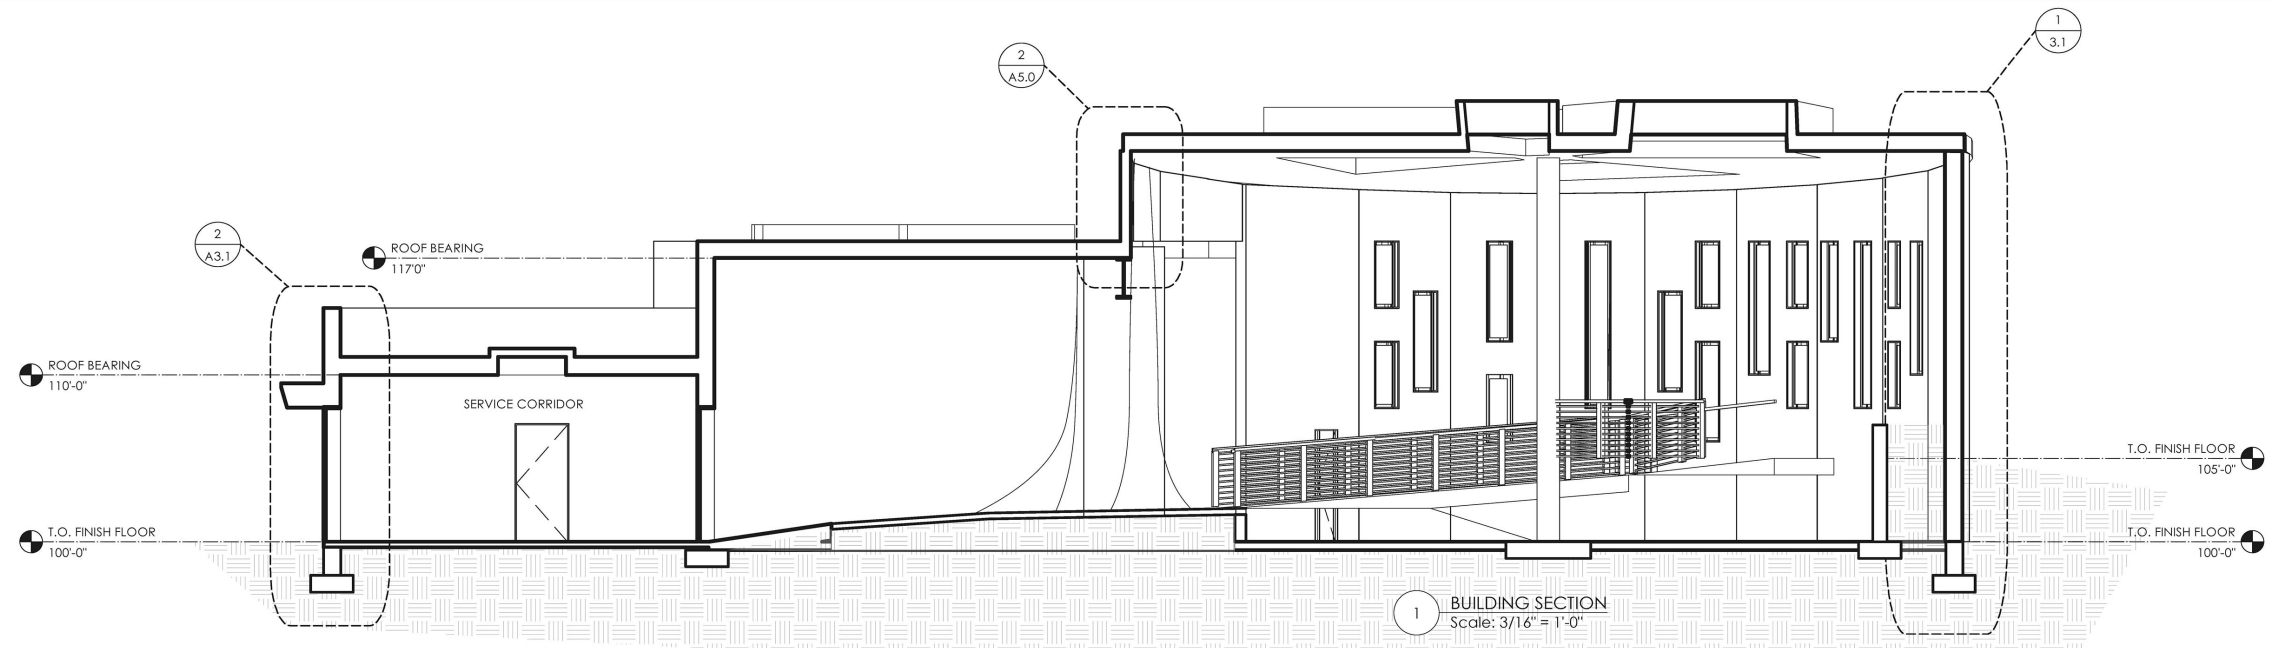 1
3.1
2
A5.0
2
A3.1
ROOF BEARING
117'0"
ROOF BEARING
110'-0"
SERVICE CORRIDOR
T.O. FINISH FLOOR
105'-0"
T.O. FINISH FLOOR
100'-0"
T.O. FINISH FLOOR
100'-0"
1
BUILDING SECTION
Scale: 3/16" = 1'-0"